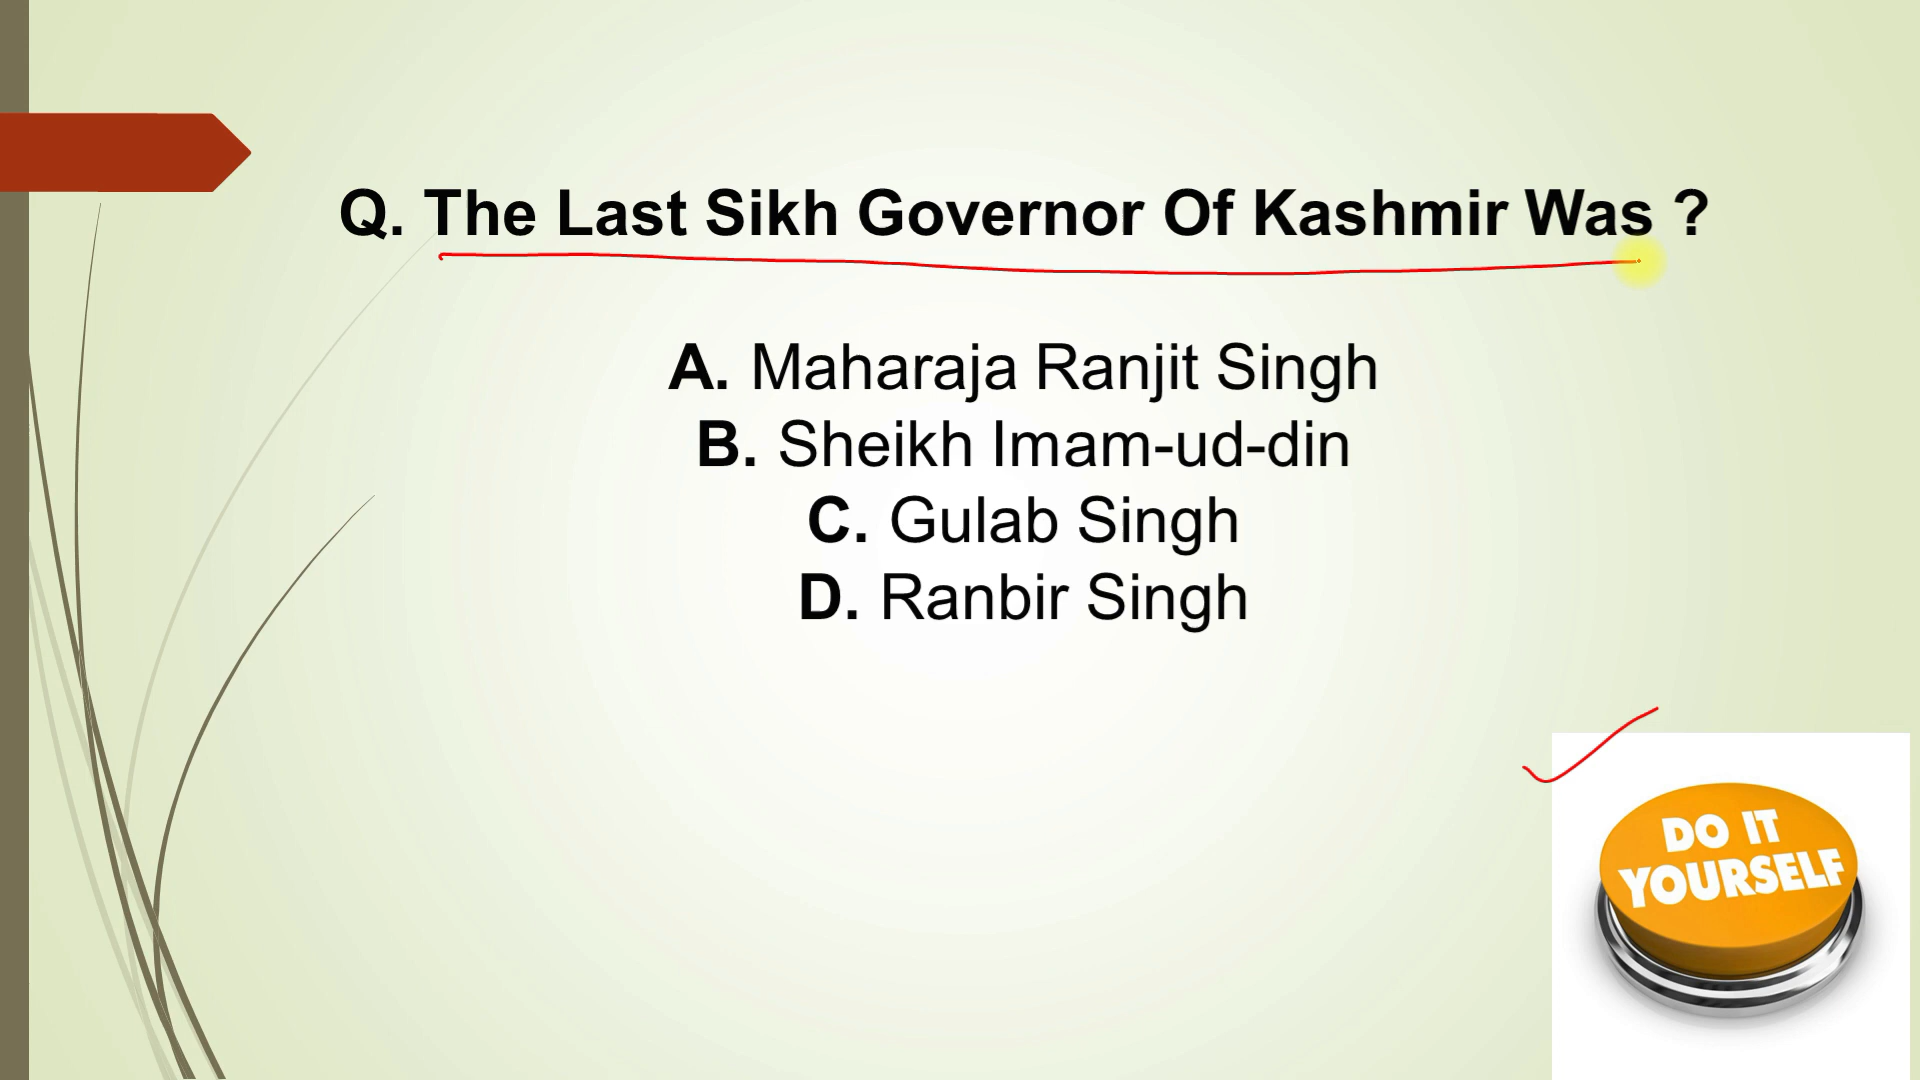 Q. The Last Sikh Governor Of Kashmir Was ?
A. Maharaja Ranjit Singh
B. Sheikh Imam-ud-din
C. Gulab Singh
D. Ranbir Singh
DO IT
YOURSELF